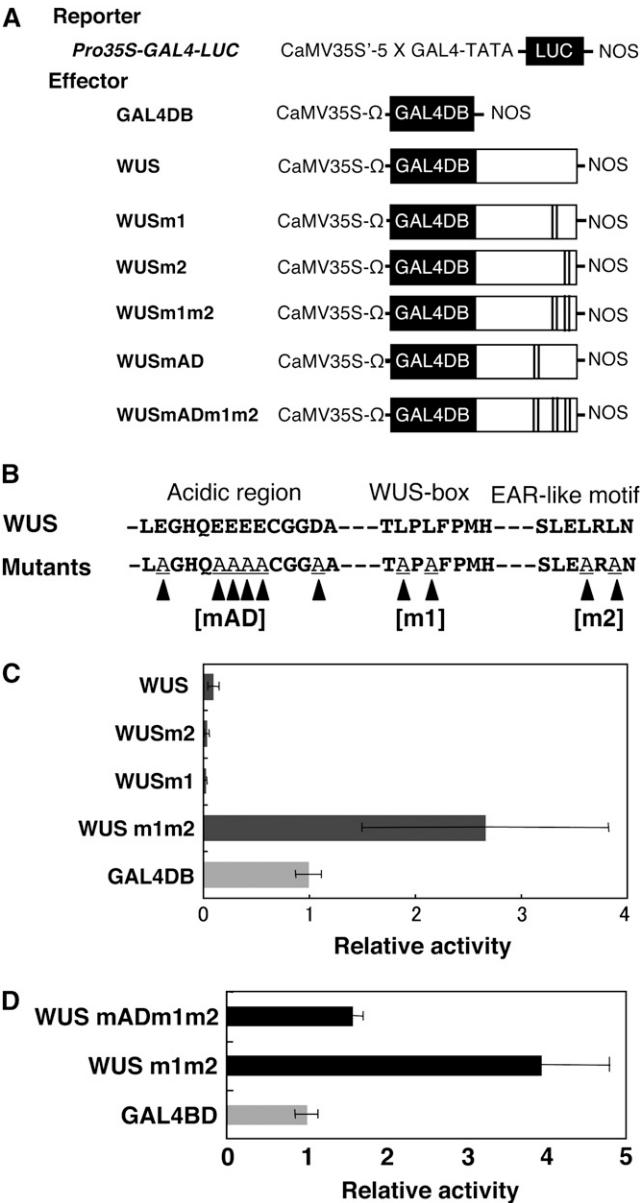 A
Reporter
Pro35S-GAL4-LUC CaMV35S'-5 X GAL4-TATA LUC NOS
Effector
GAL4DB CaMV35S-Ω GAL4DB NOS
WUS CaMV35S-Ω GAL4DB NOS
WUSm1 CaMV35S-Ω GAL4DB NOS
WUSm2 CaMV35S-Ω GAL4DB NOS
WUSm1m2 CaMV35S-Ω GAL4DB NOS
WUSmAD CaMV35S-Ω GAL4DB NOS
WUSmADm1m2 CaMV35S-Ω GAL4DB NOS
B
Acidic region WUS-box EAR-like motif
WUS -LEGHQEEEECGGDA---TLPLFPMH---SLELRLN
Mutants -LAGHQAAAACGGAA---TAPAFPMH---SLEARAN
[mAD] [m1] [m2]
C
WUS
WUSm2
WUSm1
WUS m1m2
GAL4DB
0 1 2 3 4
Relative activity
D
WUS mADm1m2
WUS m1m2
GAL4BD
0 1 2 3 4 5
Relative activity